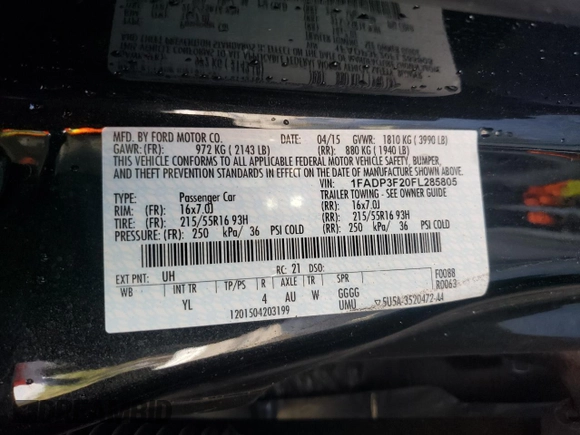 MFD. BY FORD MOTOR CO. DATE: 04/15 GVWR: 1810 KG ( 3990 LB)
GAWR: (FR): 972 KG ( 2143 LB) (RR): 880 KG ( 1940 LB)
THIS VEHICLE CONFORMS TO ALL APPLICABLE FEDERAL MOTOR VEHICLE SAFETY, BUMPER,
AND THEFT PREVENTION STANDARDS IN EFFECT ON THE DATE OF MANUFACTURE SHOWN ABOVE.
VIN: 1FADP3F20FL285805
TYPE: Passenger Car TRAILER TOWING - SEE OWNER GUIDE
RIM: (FR): 16x7.0J (RR): 16x7.0J
TIRE: (FR): 215/55R16 93H (RR): 215/55R16 93H
PRESSURE: (FR): 250 kPa/ 36 PSI COLD (RR): 250 kPa/ 36 PSI COLD
EXT PNT: UH RC: 21 DSO: F0088
WB INT TR TP/PS R AXLE TR SPR R0063
YL 4 AU W GGGG
1201504203199 UMU 5U5A-3520472-AA